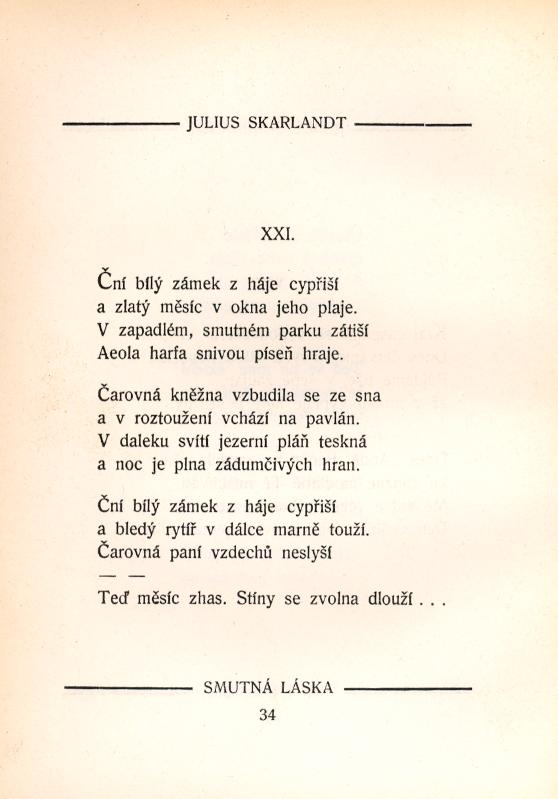 JULIUS SKARLANDT
XXI.
Ční bílý zámek z háje cypřiší
a zlatý měsíc v okna jeho plaje.
V zapadlém, smutném parku zátiší
Aeola harfa snivou píseň hraje.
Čarovná kněžna vzbudila se ze sna
a v roztoužení vchází na pavlán.
V daleku svítí jezerní pláň teskná
a noc je plna zádumčivých hran.
Ční bílý zámek z háje cypřiší
a bledý rytíř v dálce marně touží.
Čarovná paní vzdechů neslyší
— —
Teď měsíc zhas. Stíny se zvolna dlouží . . .
SMUTNÁ LÁSKA
34